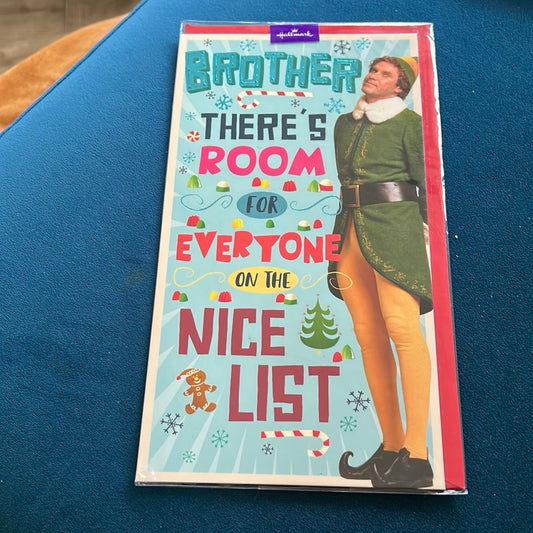 Hallmark
BROTHER
THERE'S
ROOM
FOR
EVERYONE
ON THE
NICE
LIST